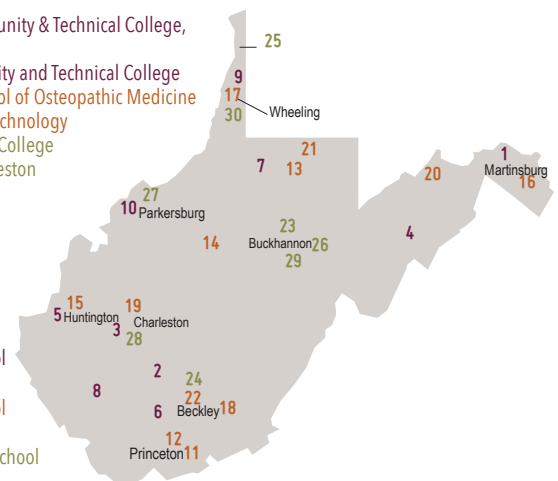 unity & Technical College,
ity and Technical College
ol of Osteopathic Medicine
chnology
College
eston
ol
ol
chool
25
9
17
Wheeling
30
21
7
13
1
Martinsburg
20
16
27
10 Parkersburg
23
4
14
Buckhannon 26
29
15
19
5 Huntington
Charleston
3
28
2
24
8
22
6
Beckley 18
12
Princeton 11